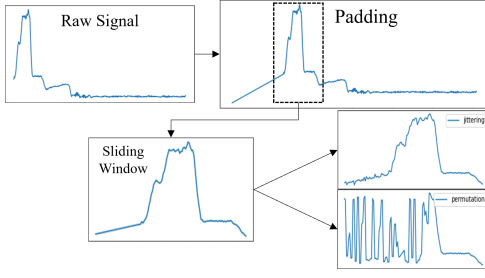 Raw Signal
Padding
Sliding
Window
jittering
permutation